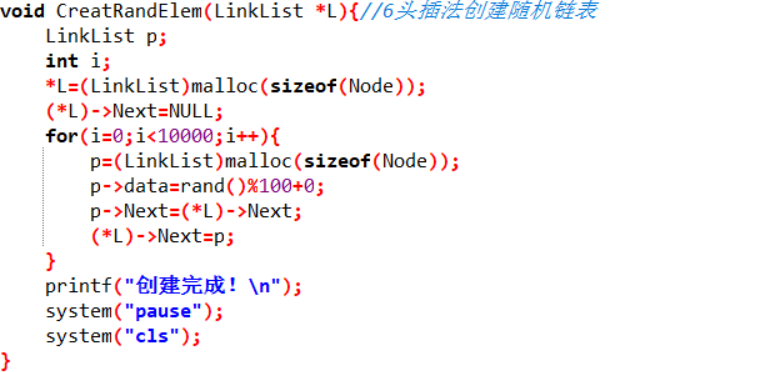 void CreatRandElem(LinkList *L){//6头插法创建随机链表
    LinkList p;
    int i;
    *L=(LinkList)malloc(sizeof(Node));
    (*L)->Next=NULL;
    for(i=0;i<10000;i++){
        p=(LinkList)malloc(sizeof(Node));
        p->data=rand()%100+0;
        p->Next=(*L)->Next;
        (*L)->Next=p;
    }
    printf("创建完成！\n");
    system("pause");
    system("cls");
}